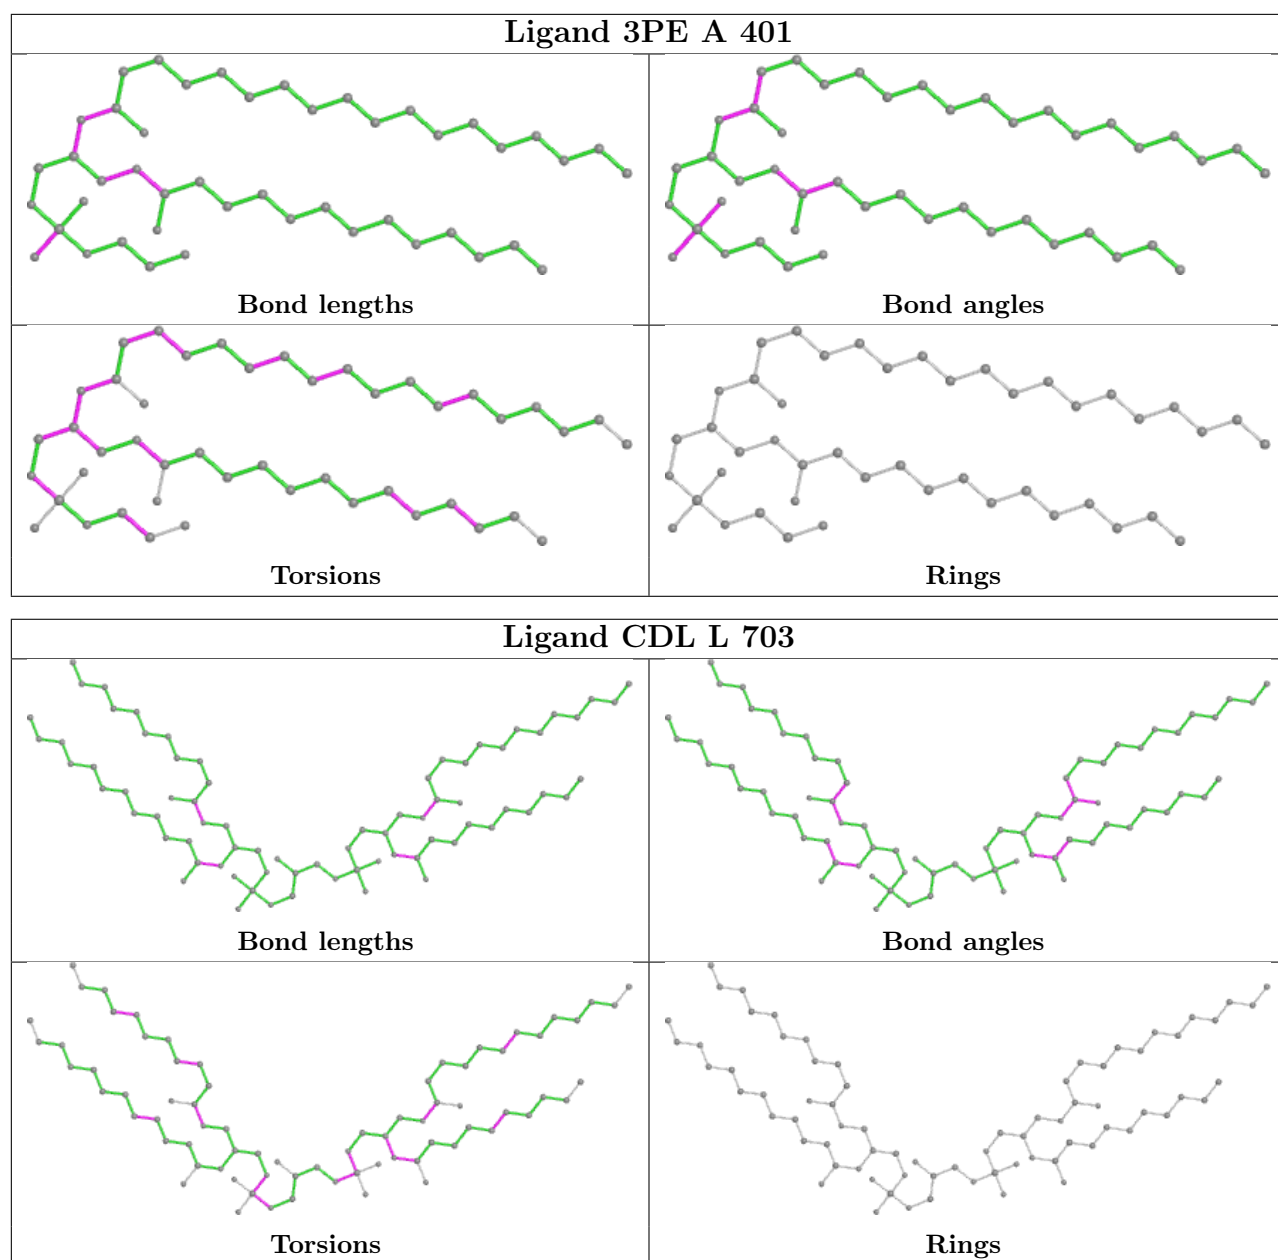 Ligand 3PE A 401
Bond lengths
Bond angles
Torsions
Rings
Ligand CDL L 703
Bond lengths
Bond angles
Torsions
Rings